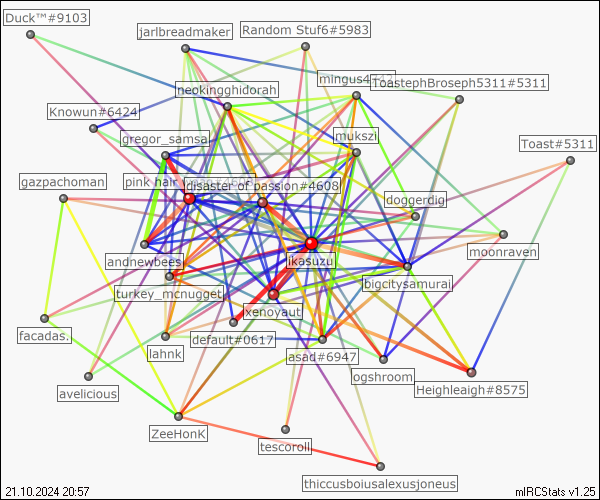 Duck™#9103
jarlbreadmaker
Random Stuf6#5983
mingus4
ToastephBroseph5311#5311
neokingghidorah
Knowun#6424
mukszi
gregor_samsa
Toast#5311
gazpachoman
pink hair
disaster of passion#4608
doggerdig
moonraven
andnewbees
ikasuzu
bigcitysamurai
turkey_mcnugget
xenoyaut
facadas.
default#0617
lahnk
asad#6947
ogshroom
Heighleaigh#8575
avelicious
ZeeHonK
tescoroll
thiccusboiusalexusjoneus
21.10.2024 20:57
mIRCStats v1.25